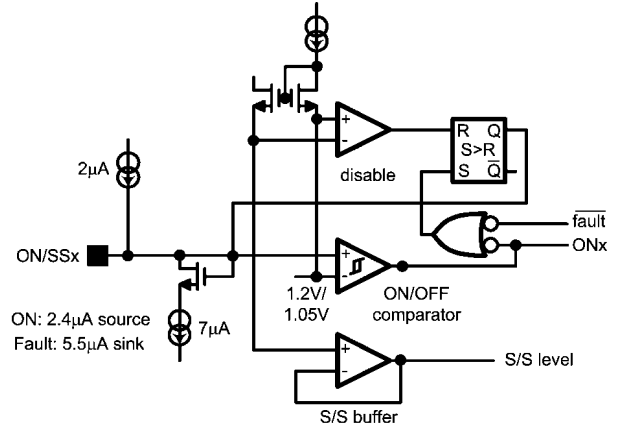 +
-
disable
R Q
S>R
S Q
2µA
fault
ONx
ON/SSx
+
-
1.2V/
1.05V
ON/OFF
comparator
ON: 2.4µA source
Fault: 5.5µA sink
7µA
+
-
S/S level
S/S buffer